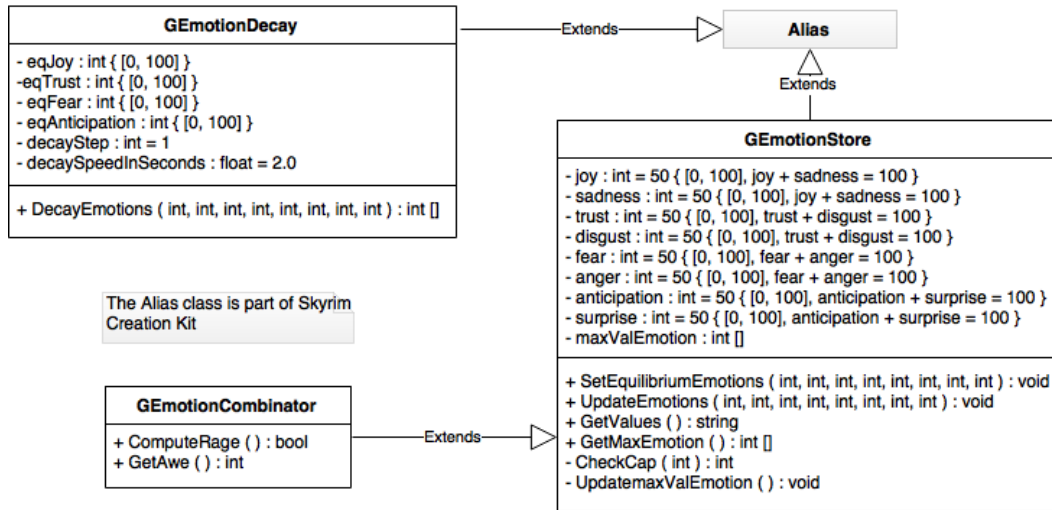 GEmotionDecay
- eqJoy : int { [0, 100] }
-eqTrust : int { [0, 100] }
- eqFear : int { [0, 100] }
- eqAnticipation : int { [0, 100] }
- decayStep : int = 1
- decaySpeedInSeconds : float = 2.0
+ DecayEmotions ( int, int, int, int, int, int, int, int ) : int []
Extends
Alias
Extends
GEmotionStore
- joy : int = 50 { [0, 100], joy + sadness = 100 }
- sadness : int = 50 { [0, 100], joy + sadness = 100 }
- trust : int = 50 { [0, 100], trust + disgust = 100 }
- disgust : int = 50 { [0, 100], trust + disgust = 100 }
- fear : int = 50 { [0, 100], fear + anger = 100 }
- anger : int = 50 { [0, 100], fear + anger = 100 }
- anticipation : int = 50 { [0, 100], anticipation + surprise = 100 }
- surprise : int = 50 { [0, 100], anticipation + surprise = 100 }
- maxValEmotion : int []
+ SetEquilibriumEmotions ( int, int, int, int, int, int, int, int ) : void
+ UpdateEmotions ( int, int, int, int, int, int, int, int ) : void
+ GetValues ( ) : string
+ GetMaxEmotion ( ) : int []
- CheckCap ( int ) : int
- UpdatemaxValEmotion ( ) : void
The Alias class is part of Skyrim
Creation Kit
GEmotionCombinator
+ ComputeRage ( ) : bool
+ GetAwe ( ) : int
Extends